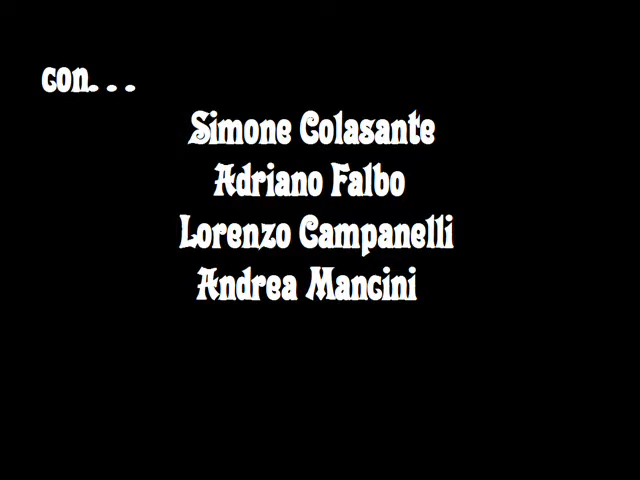 con...
Simone Colasante
Adriano Falbo
Lorenzo Campanelli
Andrea Mancini